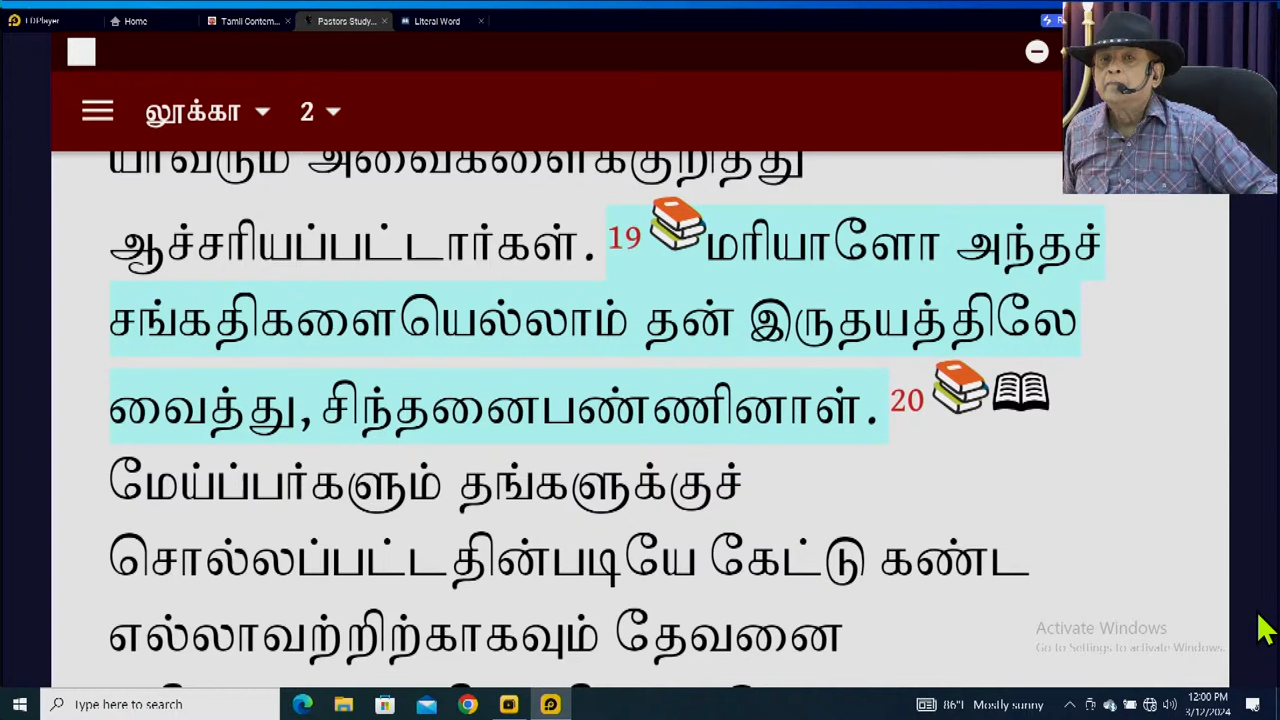 LDPlayer
Home
Tamil Contem...
Pastors Study...
Literal Word
லூக்கா 2
யாவரும் அவைகளைக்குறித்து
ஆச்சரியப்பட்டார்கள். 19 மரியாளோ அந்தச்
சங்கதிகளையெல்லாம் தன் இருதயத்திலே
வைத்து, சிந்தனைபண்ணினாள். 20
மேய்ப்பர்களும் தங்களுக்குச்
சொல்லப்பட்டதின்படியே கேட்டு கண்ட
எல்லாவற்றிற்காகவும் தேவனை
Activate Windows
Go to Settings to activate Windows.
Type here to search
86°F Mostly sunny
12:00 PM
3/12/2024